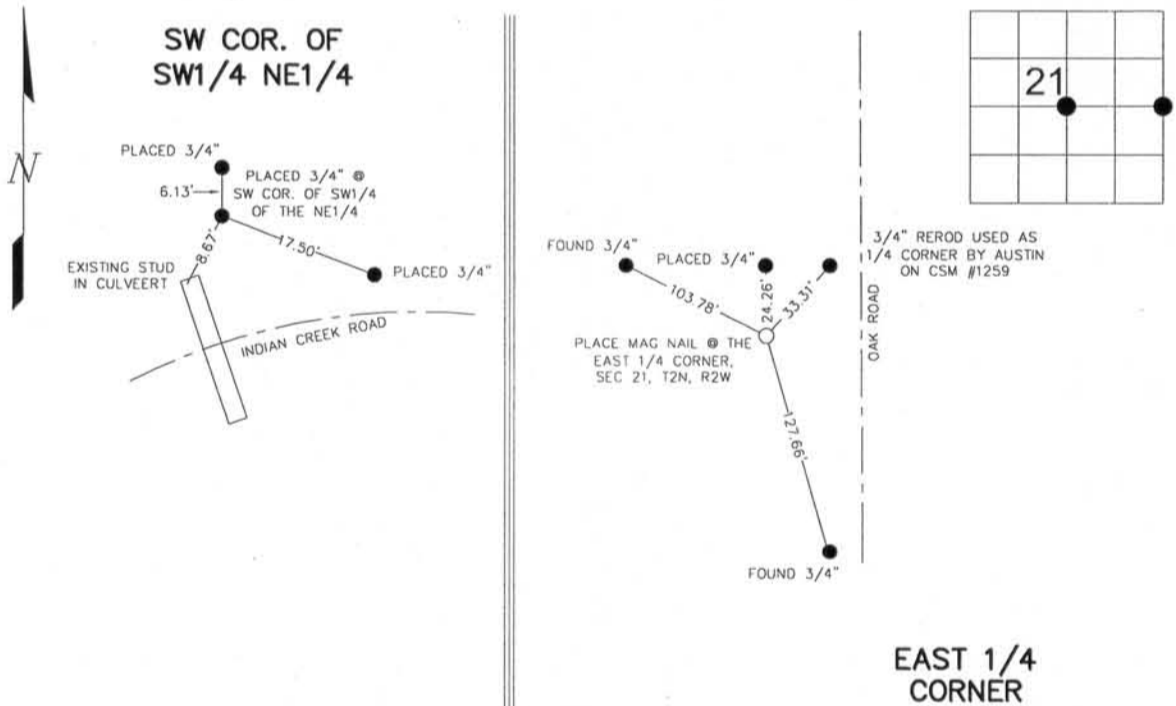 SW COR. OF
SW1/4 NE1/4
N
PLACED 3/4"
6.13'
PLACED 3/4" @
SW COR. OF SW1/4
OF THE NE1/4
8.67'
17.50'
PLACED 3/4"
EXISTING STUD
IN CULVEERT
INDIAN CREEK ROAD
21
FOUND 3/4"
PLACED 3/4"
3/4" REROD USED AS
1/4 CORNER BY AUSTIN
ON CSM #1259
103.78'
24.26'
33.31'
OAK ROAD
PLACE MAG NAIL @ THE
EAST 1/4 CORNER,
SEC 21, T2N, R2W
127.66'
FOUND 3/4"
EAST 1/4
CORNER